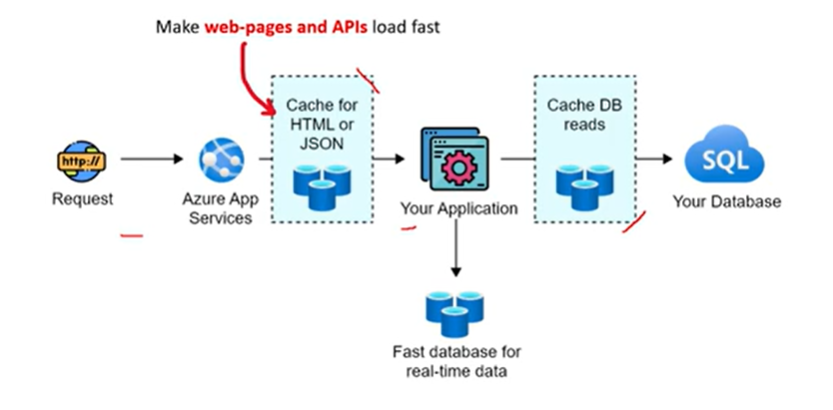 Make web-pages and APIs load fast
Cache for
HTML or
JSON
Cache DB
reads
http://
SQL
Request
Azure App
Services
Your Application
Your Database
Fast database for
real-time data